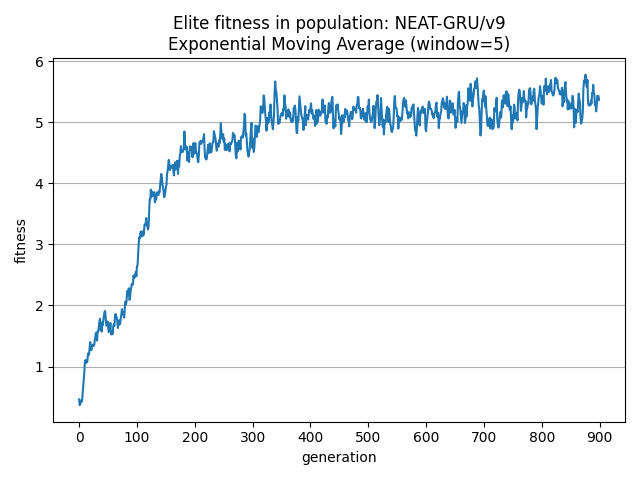 Elite fitness in population: NEAT-GRU/v9
Exponential Moving Average (window=5)
6
5
4
3
2
1
fitness
0 100 200 300 400 500 600 700 800 900
generation